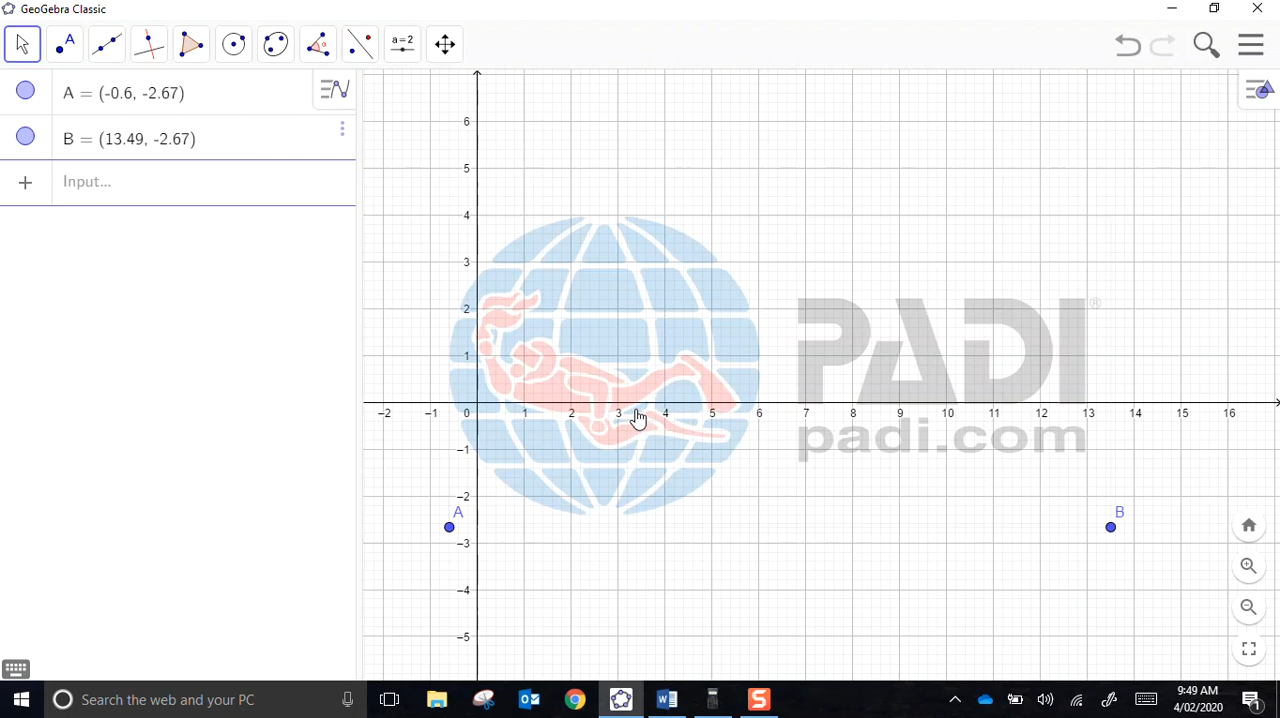 GeoGebra Classic
A
a=2
A = (-0.6, -2.67)
B = (13.49, -2.67)
Input...
6
5
4
3
2
1
−2 −1 0 1 2 3 4 5 6 7 8 9 10 11 12 13 14 15 16
−1
−2
−3
−4
−5
PADI®
padi.com
A
B
Search the web and your PC
9:49 AM
4/02/2020
1